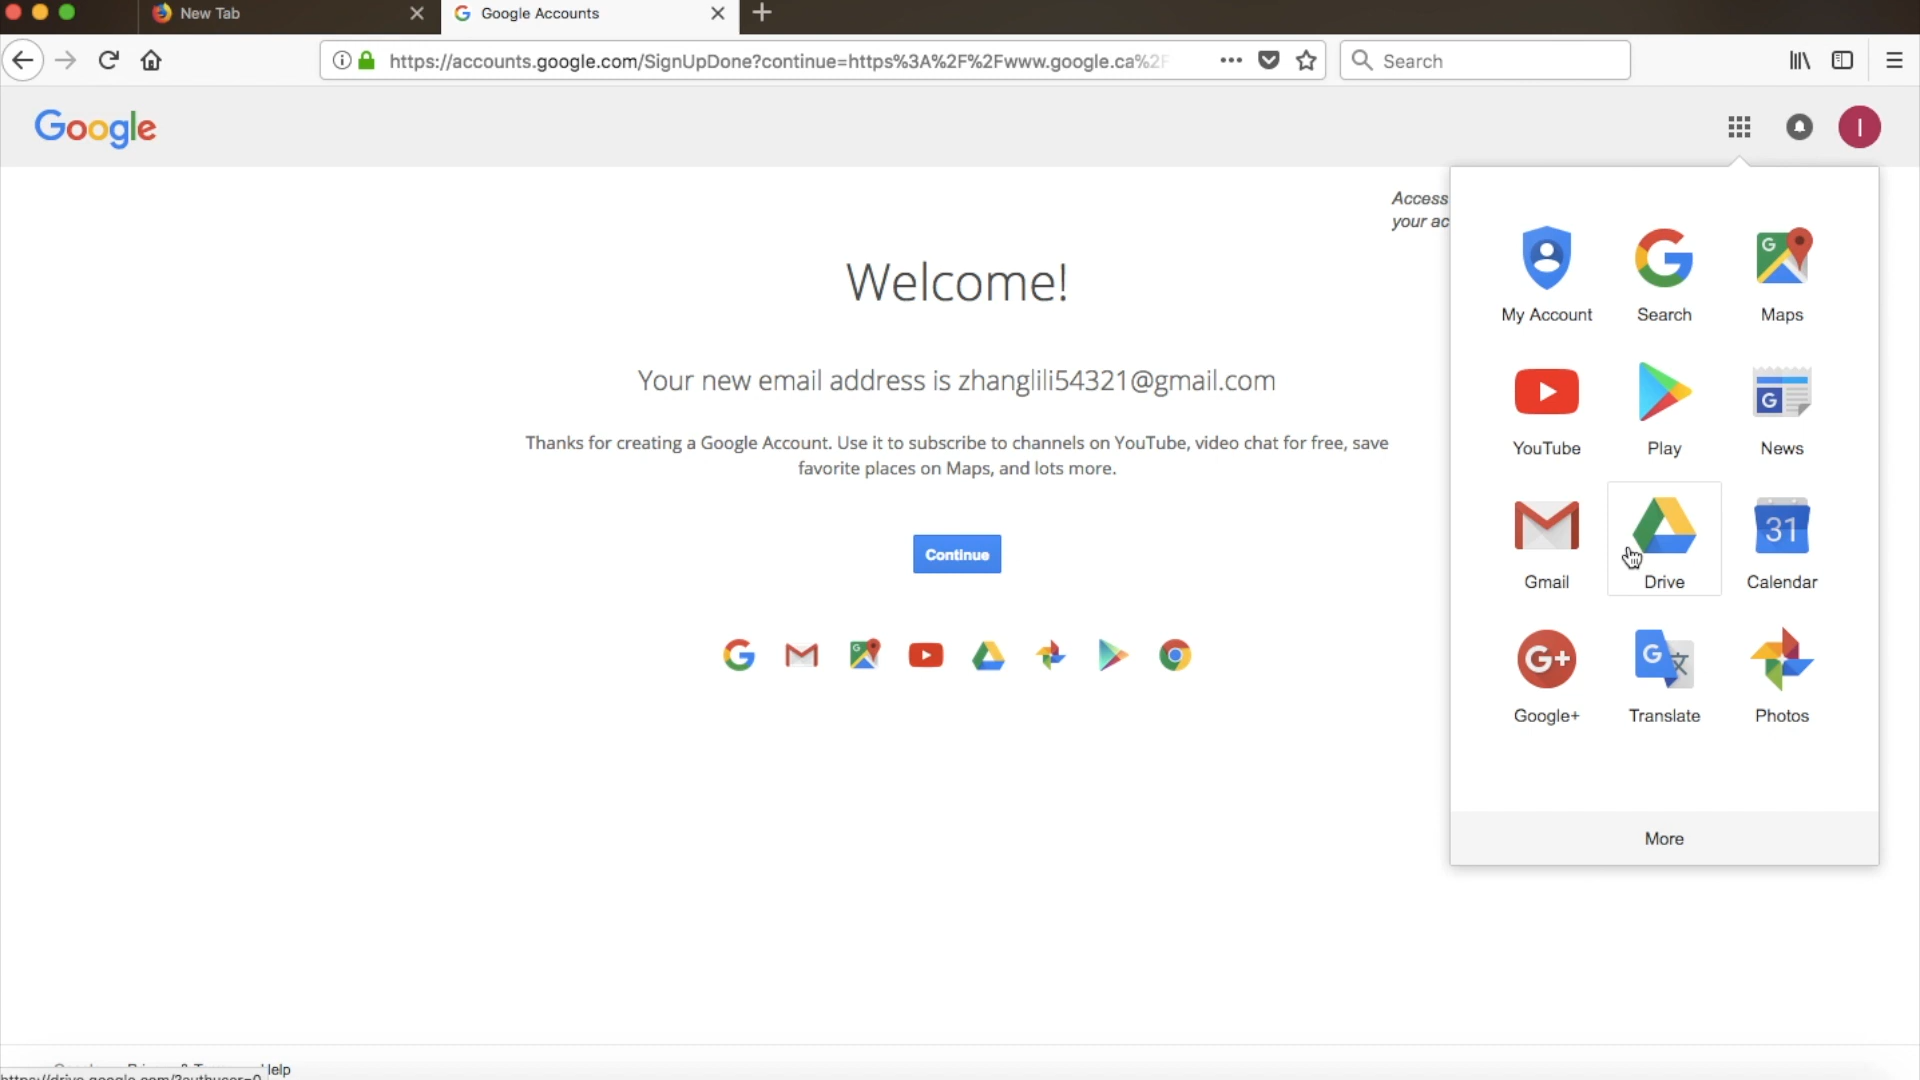 New Tab
Google Accounts
https://accounts.google.com/SignUpDone?continue=https%3A%2F%2Fwww.google.ca%2F
Search
Google
I
Access
your ac
Welcome!
Your new email address is zhanglili54321@gmail.com
Thanks for creating a Google Account. Use it to subscribe to channels on YouTube, video chat for free, save
favorite places on Maps, and lots more.
Continue
My Account Search Maps
YouTube Play News
Gmail Drive Calendar
31
Google+ Translate Photos
More